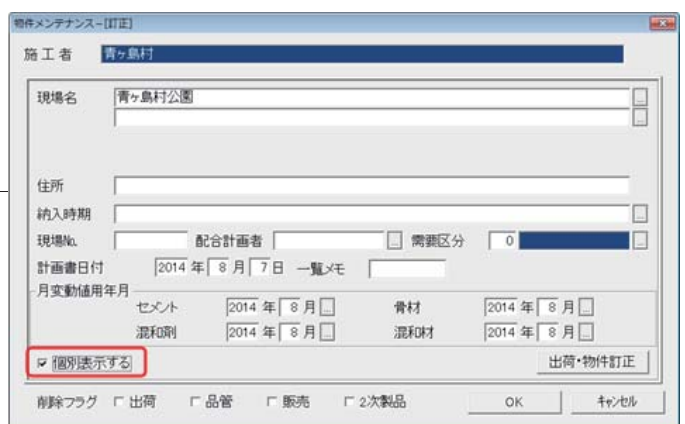 物件メンテナンス-[訂正]
施工者 青ヶ島村
現場名 青ヶ島村公園
住所
納入時期
現場No. 配合計画者 需要区分 0
計画書日付 2014 年 8 月 7 日 一覧メモ
月変動値用年月
セメント 2014 年 8 月 骨材 2014 年 8 月
混和剤 2014 年 8 月 混和材 2014 年 8 月
個別表示する 出荷・物件訂正
削除フラグ 出荷 品管 販売 2次製品 OK キャンセル